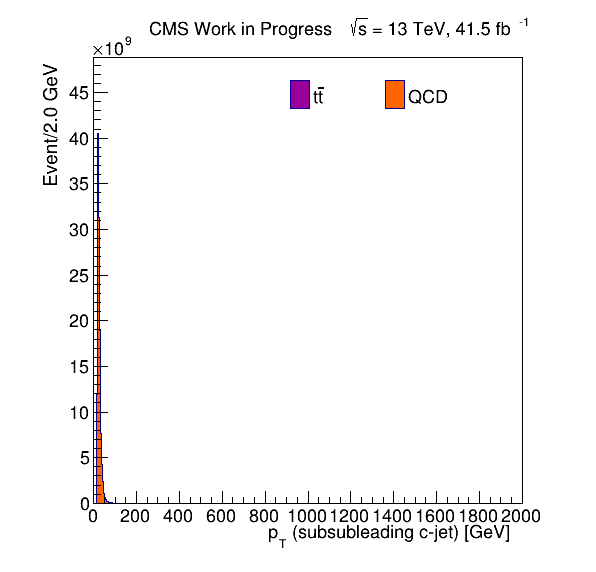 CMS Work in Progress √s = 13 TeV, 41.5 fb⁻¹
×10⁹
Event/2.0 GeV
tt̄
QCD
45
40
35
30
25
20
15
10
5
0
0 200 400 600 800 1000 1200 1400 1600 1800 2000
p_T (subsubleading c-jet) [GeV]